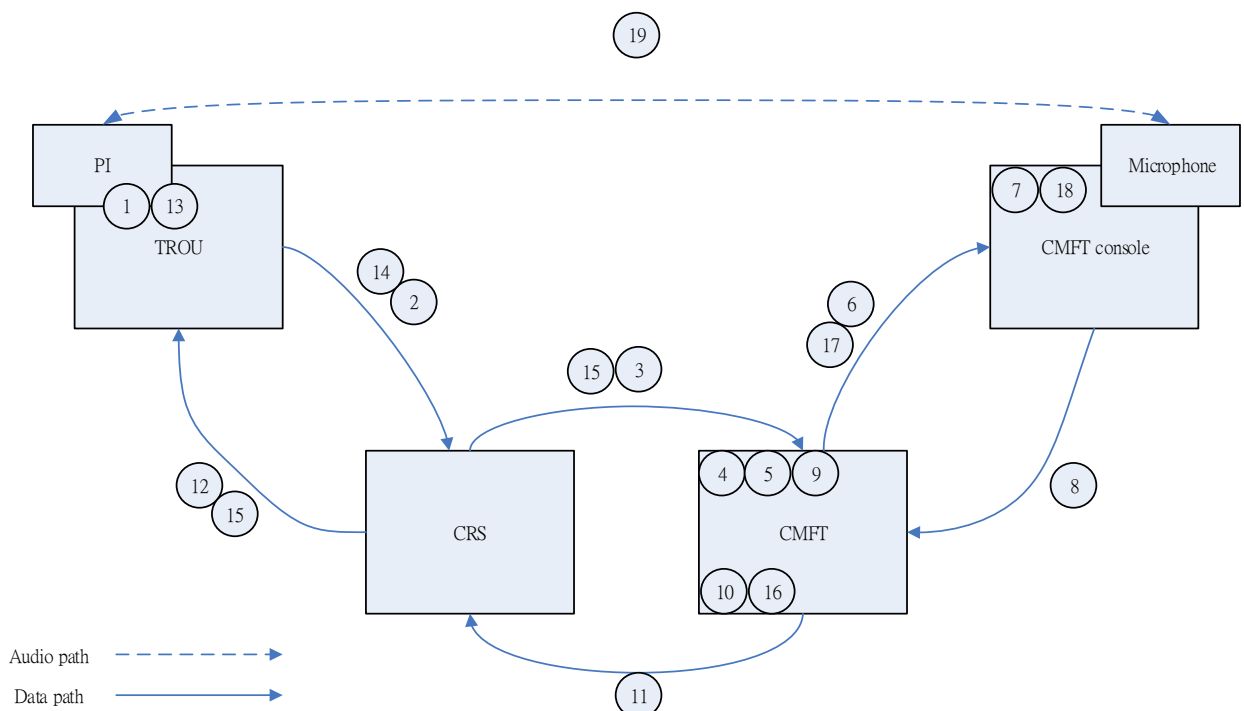 19
PI
Microphone
1
13
7
18
TROU
CMFT console
14
2
6
17
15
3
12
15
4
5
9
8
CRS
CMFT
10
16
Audio path
Data path
11